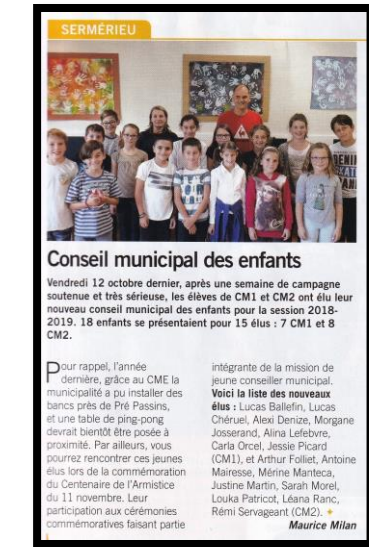 SERMÉRIEU
Conseil municipal des enfants
Vendredi 12 octobre dernier, après une semaine de campagne
soutenue et très sérieuse, les élèves de CM1 et CM2 ont élu leur
nouveau conseil municipal des enfants pour la session 2018-
2019. 18 enfants se présentaient pour 15 élus : 7 CM1 et 8
CM2.
Pour rappel, l'année
dernière, grâce au CME la
municipalité a pu installer des
bancs près de Pré Passins,
et une table de ping-pong
devrait bientôt être posée à
proximité. Par ailleurs, vous
pourrez rencontrer ces jeunes
élus lors de la commémoration
du Centenaire de l'Armistice
du 11 novembre. Leur
participation aux cérémonies
commémoratives faisant partie
intégrante de la mission de
jeune conseiller municipal.
Voici la liste des nouveaux
élus : Lucas Ballefin, Lucas
Chéruel, Alexi Denize, Morgane
Josserand, Alina Lefebvre,
Carla Orcel, Jessie Picard
(CM1), et Arthur Folliet, Antoine
Mairesse, Mérine Manteca,
Justine Martin, Sarah Morel,
Louka Patricot, Léana Ranc,
Rémi Servageant (CM2).
Maurice Milan